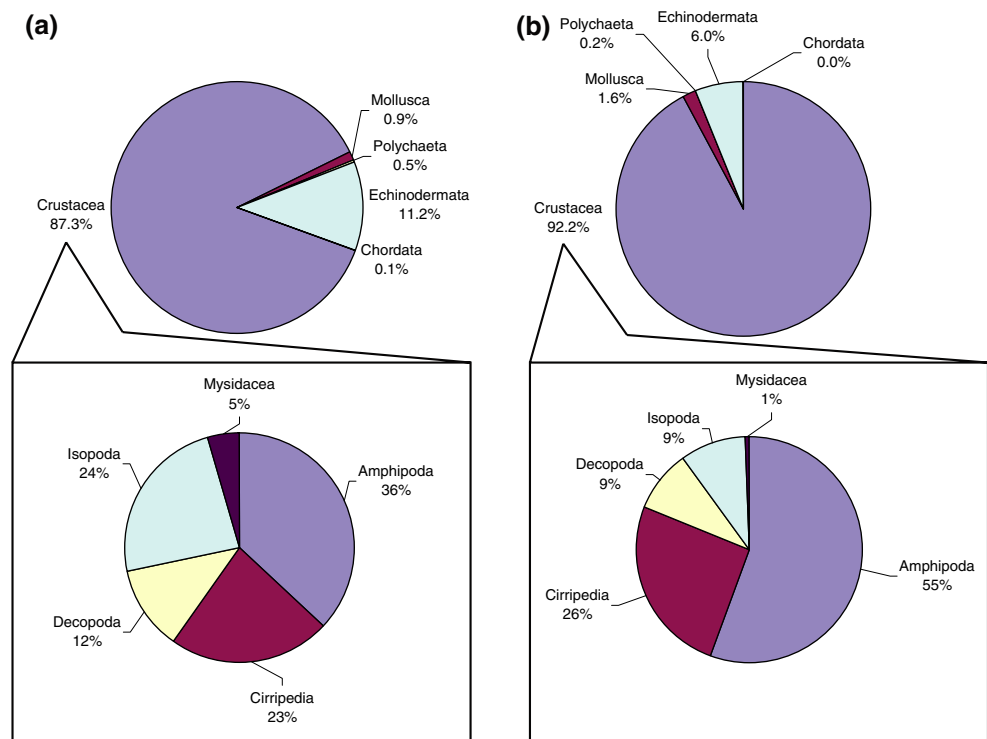 (a)
Mollusca
0.9%
Polychaeta
0.5%
Echinodermata
11.2%
Chordata
0.1%
Crustacea
87.3%
Mysidacea
5%
Isopoda
24%
Amphipoda
36%
Decopoda
12%
Cirripedia
23%
(b)
Polychaeta
0.2%
Echinodermata
6.0%
Chordata
0.0%
Mollusca
1.6%
Crustacea
92.2%
Mysidacea
1%
Isopoda
9%
Decopoda
9%
Amphipoda
55%
Cirripedia
26%